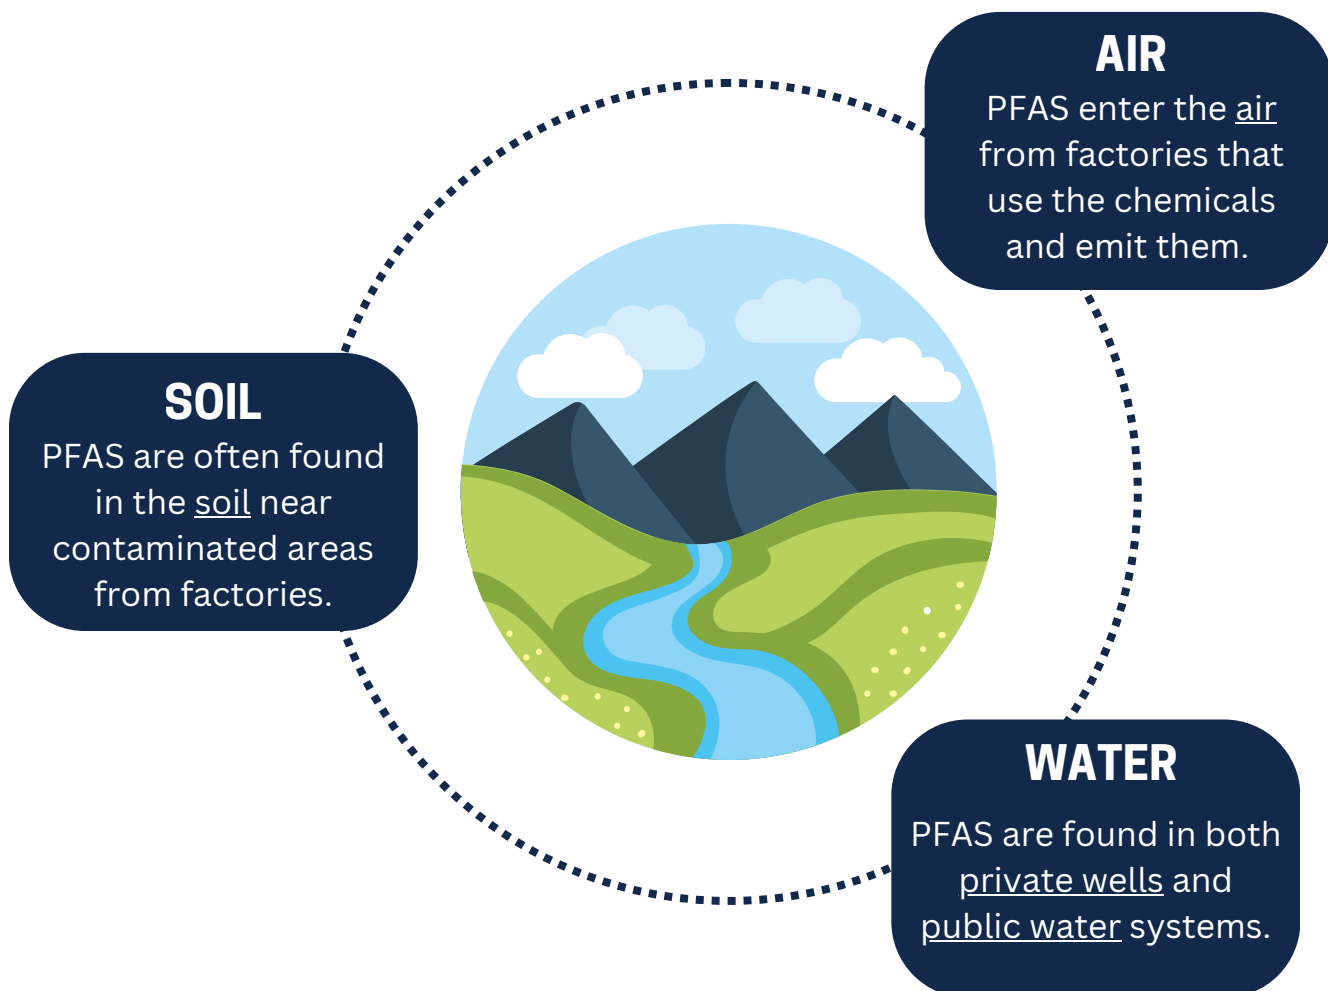 AIR
PFAS enter the air
from factories that
use the chemicals
and emit them.
SOIL
PFAS are often found
in the soil near
contaminated areas
from factories.
WATER
PFAS are found in both
private wells and
public water systems.